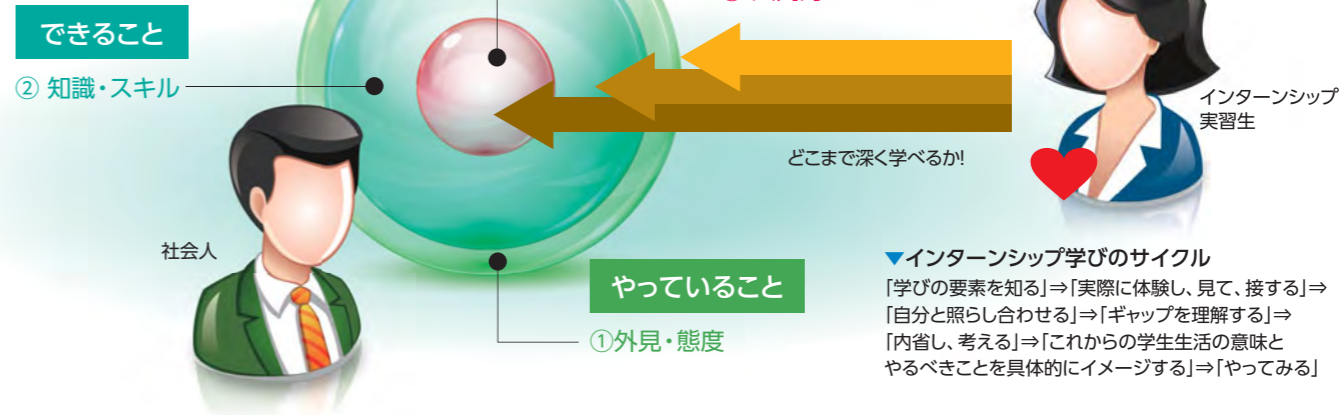 できること
② 知識・スキル
インターンシップ
実習生
どこまで深く学べるか!
社会人
やっていること
①外見・態度
▼インターンシップ学びのサイクル
「学びの要素を知る」⇒「実際に体験し、見て、接する」⇒
「自分と照らし合わせる」⇒「ギャップを理解する」⇒
「内省し、考える」⇒「これからの学生生活の意味と
やるべきことを具体的にイメージする」⇒「やってみる」